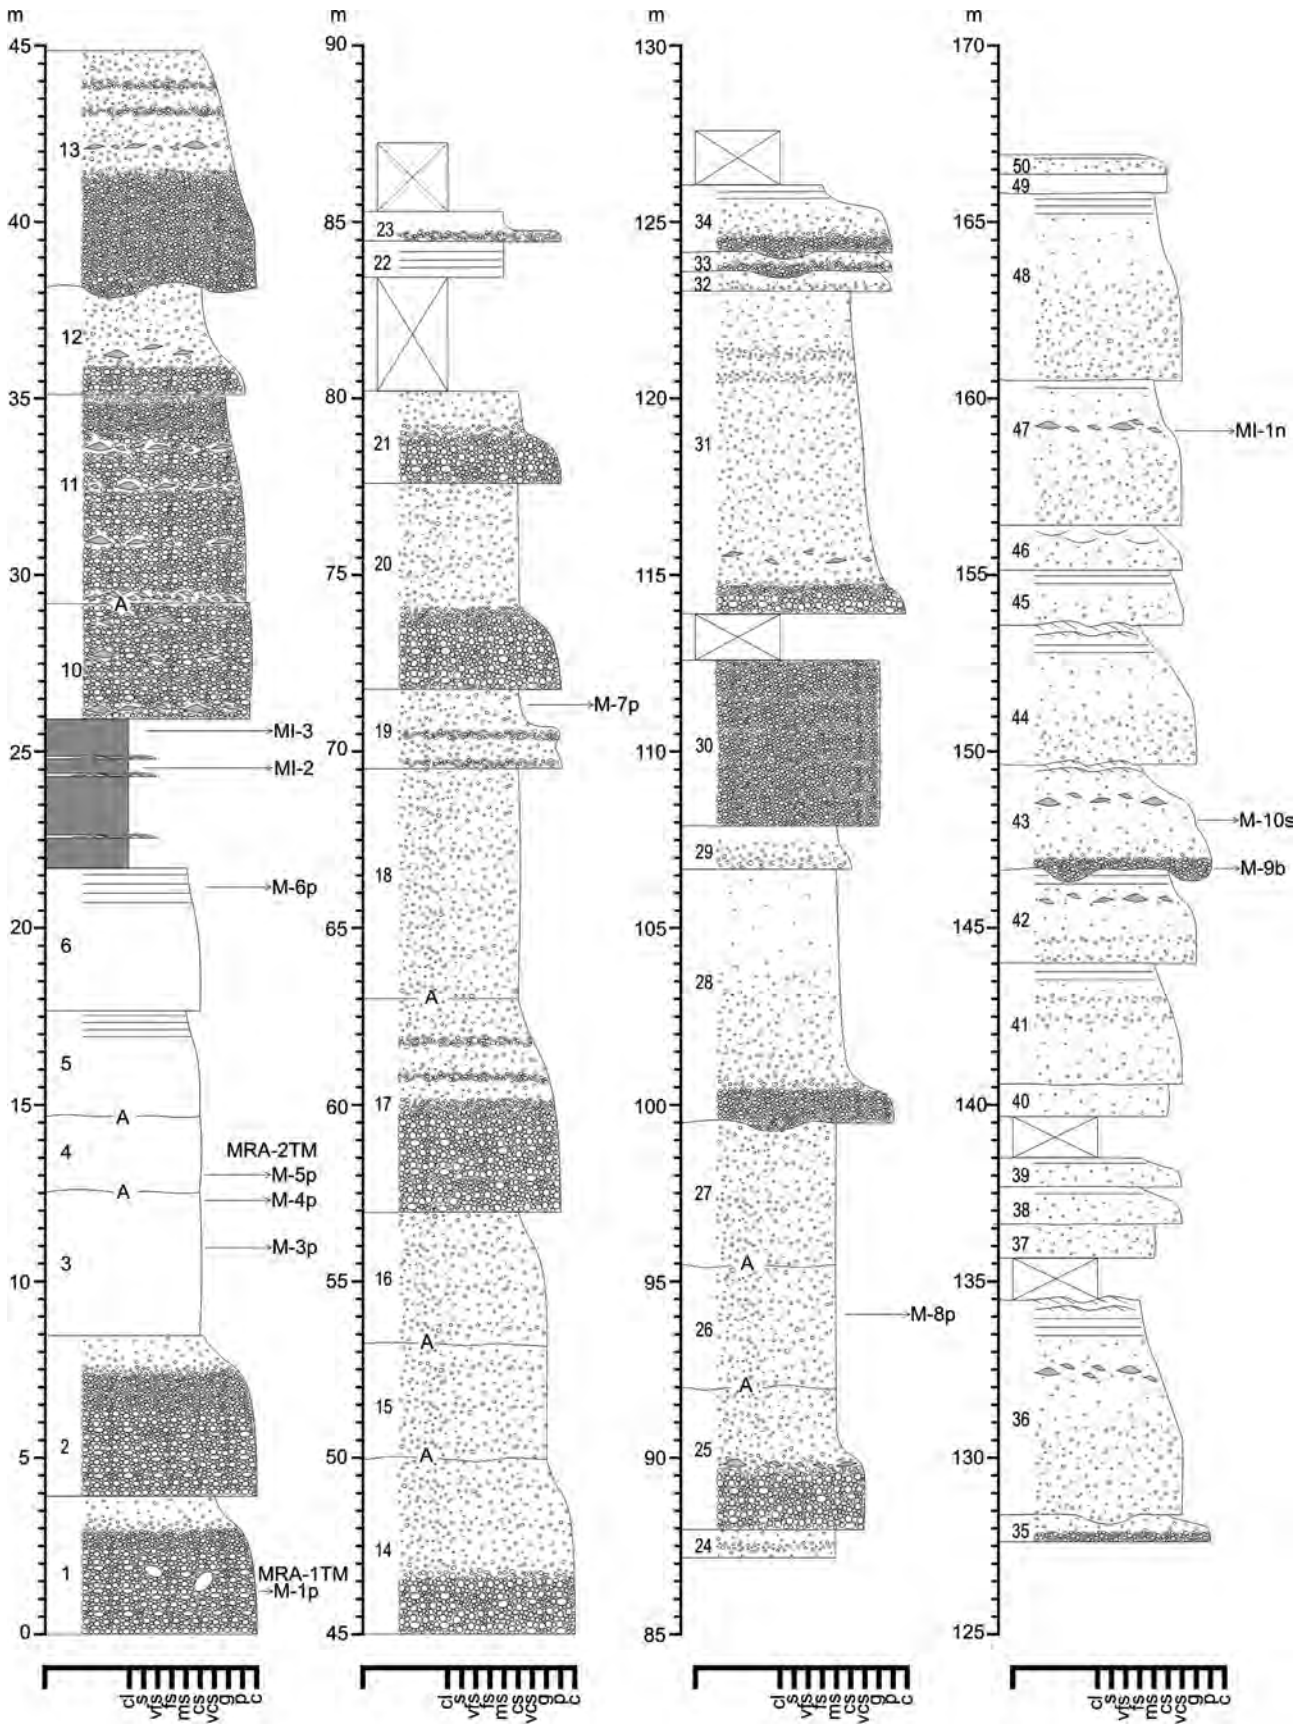 m
45
40
35
30
25
20
15
10
5
0
13
12
11
A
10
MI-3
MI-2
M-6p
6
5
A
4
MRA-2TM
M-5p
A
M-4p
M-3p
3
2
1
MRA-1TM
M-1p
cl
s
vfs
fs
ms
cs
vcs
g
p
c
m
90
85
80
75
70
65
60
55
50
45
23
22
21
20
19
M-7p
18
A
17
16
A
15
A
14
cl
s
vfs
fs
ms
cs
vcs
g
p
c
m
130
125
120
115
110
105
100
95
90
85
34
33
32
31
30
29
28
27
A
26
M-8p
A
25
24
cl
s
vfs
fs
ms
cs
vcs
g
p
c
m
170
165
160
155
150
145
140
135
130
125
50
49
48
47
MI-1n
46
45
44
43
M-10s
M-9b
42
41
40
39
38
37
36
35
cl
s
vfs
fs
ms
cs
vcs
g
p
c